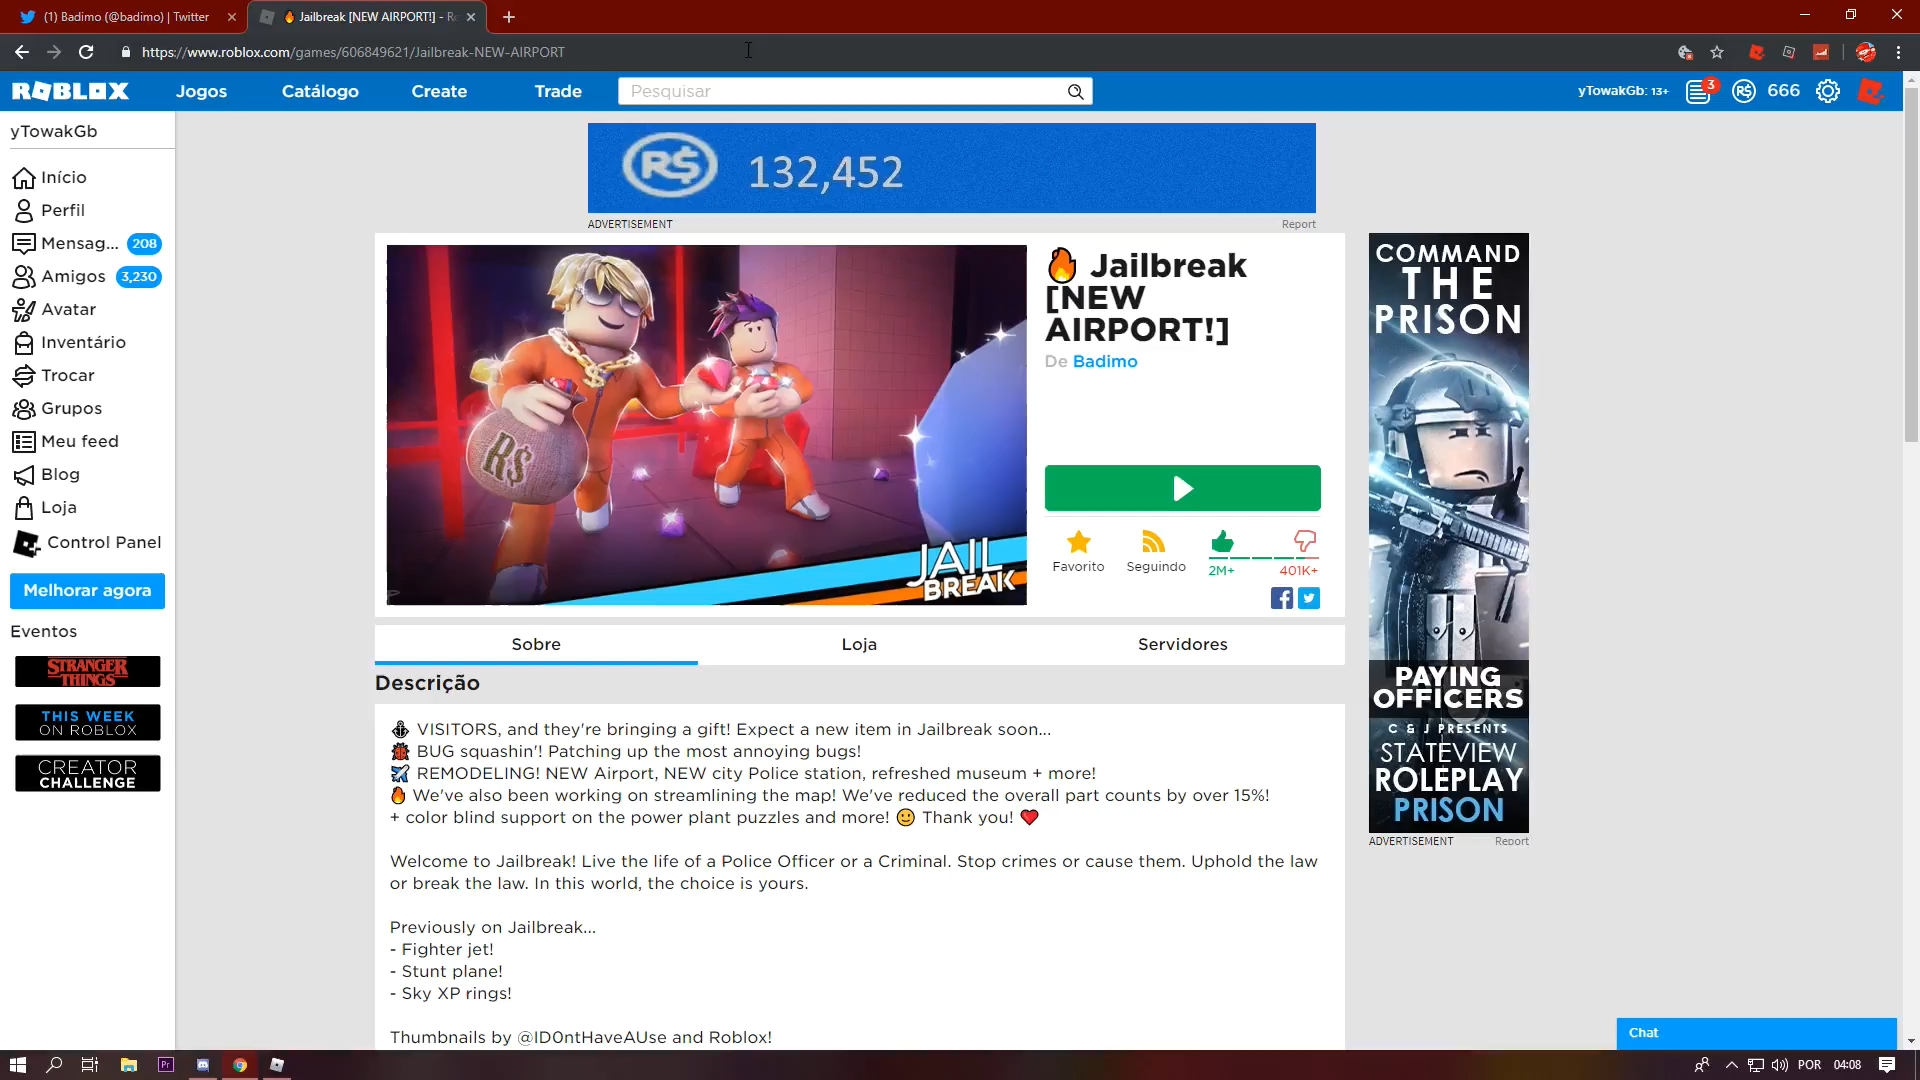 (1) Badimo (@badimo) | Twitter
Jailbreak [NEW AIRPORT!] - Ro
https://www.roblox.com/games/606849621/Jailbreak-NEW-AIRPORT
ROBLOX
Jogos
Catálogo
Create
Trade
Pesquisar
yTowakGb: 13+
3
R$
666
yTowakGb
Início
Perfil
Mensag... 208
Amigos 3,230
Avatar
Inventário
Trocar
Grupos
Meu feed
Blog
Loja
Control Panel
Melhorar agora
Eventos
STRANGER
THINGS
THIS WEEK
ON ROBLOX
CREATOR
CHALLENGE
R$ 132,452
ADVERTISEMENT
Report
R$
JAIL
BREAK
🔥 Jailbreak
[NEW
AIRPORT!]
De Badimo
Favorito
Seguindo
2M+
401K+
Sobre
Loja
Servidores
Descrição
⚓ VISITORS, and they're bringing a gift! Expect a new item in Jailbreak soon...
🐞 BUG squashin'! Patching up the most annoying bugs!
✈️ REMODELING! NEW Airport, NEW city Police station, refreshed museum + more!
🔥 We've also been working on streamlining the map! We've reduced the overall part counts by over 15%!
+ color blind support on the power plant puzzles and more! 🙂 Thank you! ❤️
Welcome to Jailbreak! Live the life of a Police Officer or a Criminal. Stop crimes or cause them. Uphold the law
or break the law. In this world, the choice is yours.
Previously on Jailbreak...
- Fighter jet!
- Stunt plane!
- Sky XP rings!
Thumbnails by @ID0ntHaveAUse and Roblox!
COMMAND
THE
PRISON
PAYING
OFFICERS
C & J PRESENTS
STATEVIEW
ROLEPLAY
PRISON
ADVERTISEMENT
Report
Chat
Pr
POR
04:08